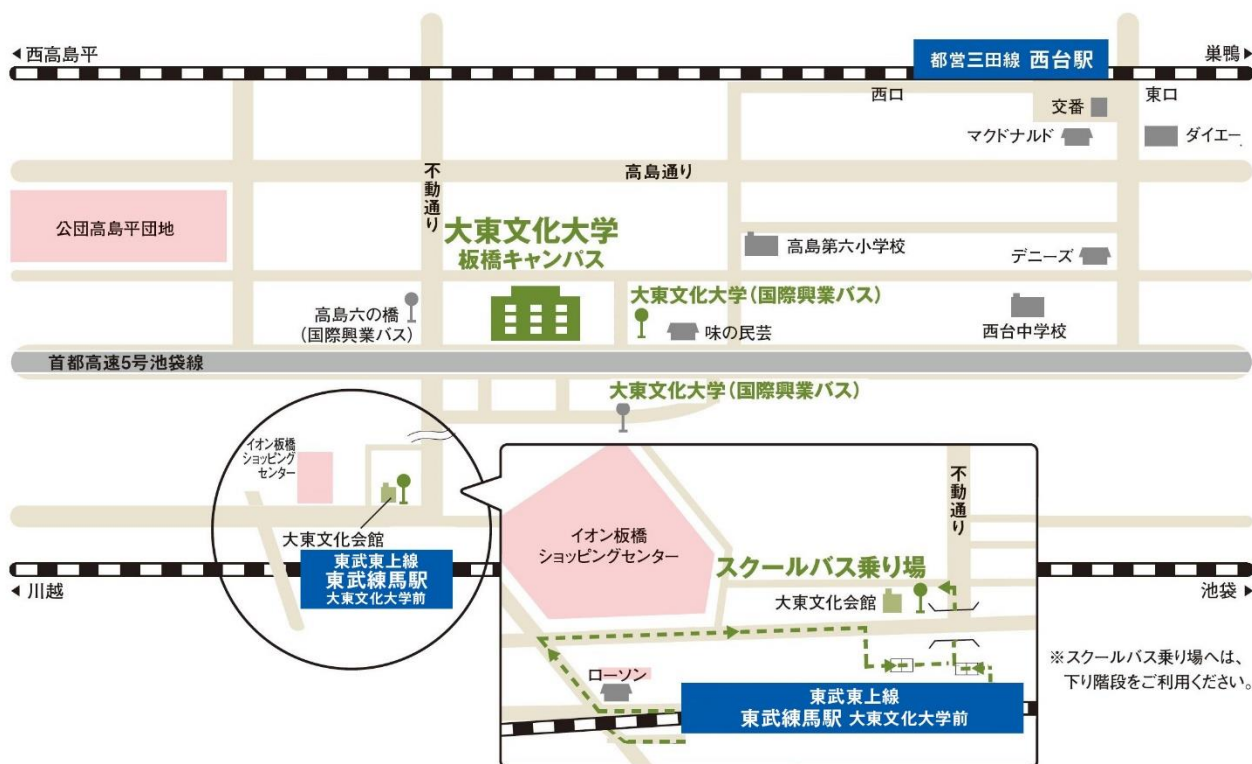 ◀西高島平
都営三田線 西台駅
巣鴨▶
西口
交番
東口
マクドナルド
ダイエー
不動通り
高島通り
公団高島平団地
大東文化大学
板橋キャンパス
高島第六小学校
デニーズ
大東文化大学(国際興業バス)
高島六の橋
(国際興業バス)
味の民芸
西台中学校
首都高速5号池袋線
大東文化大学(国際興業バス)
イオン板橋
ショッピング
センター
大東文化会館
東武東上線
東武練馬駅
大東文化大学前
◀川越
イオン板橋
ショッピングセンター
不動通り
スクールバス乗り場
大東文化会館
ローソン
東武東上線
東武練馬駅 大東文化大学前
池袋▶
※スクールバス乗り場へは、
下り階段をご利用ください。